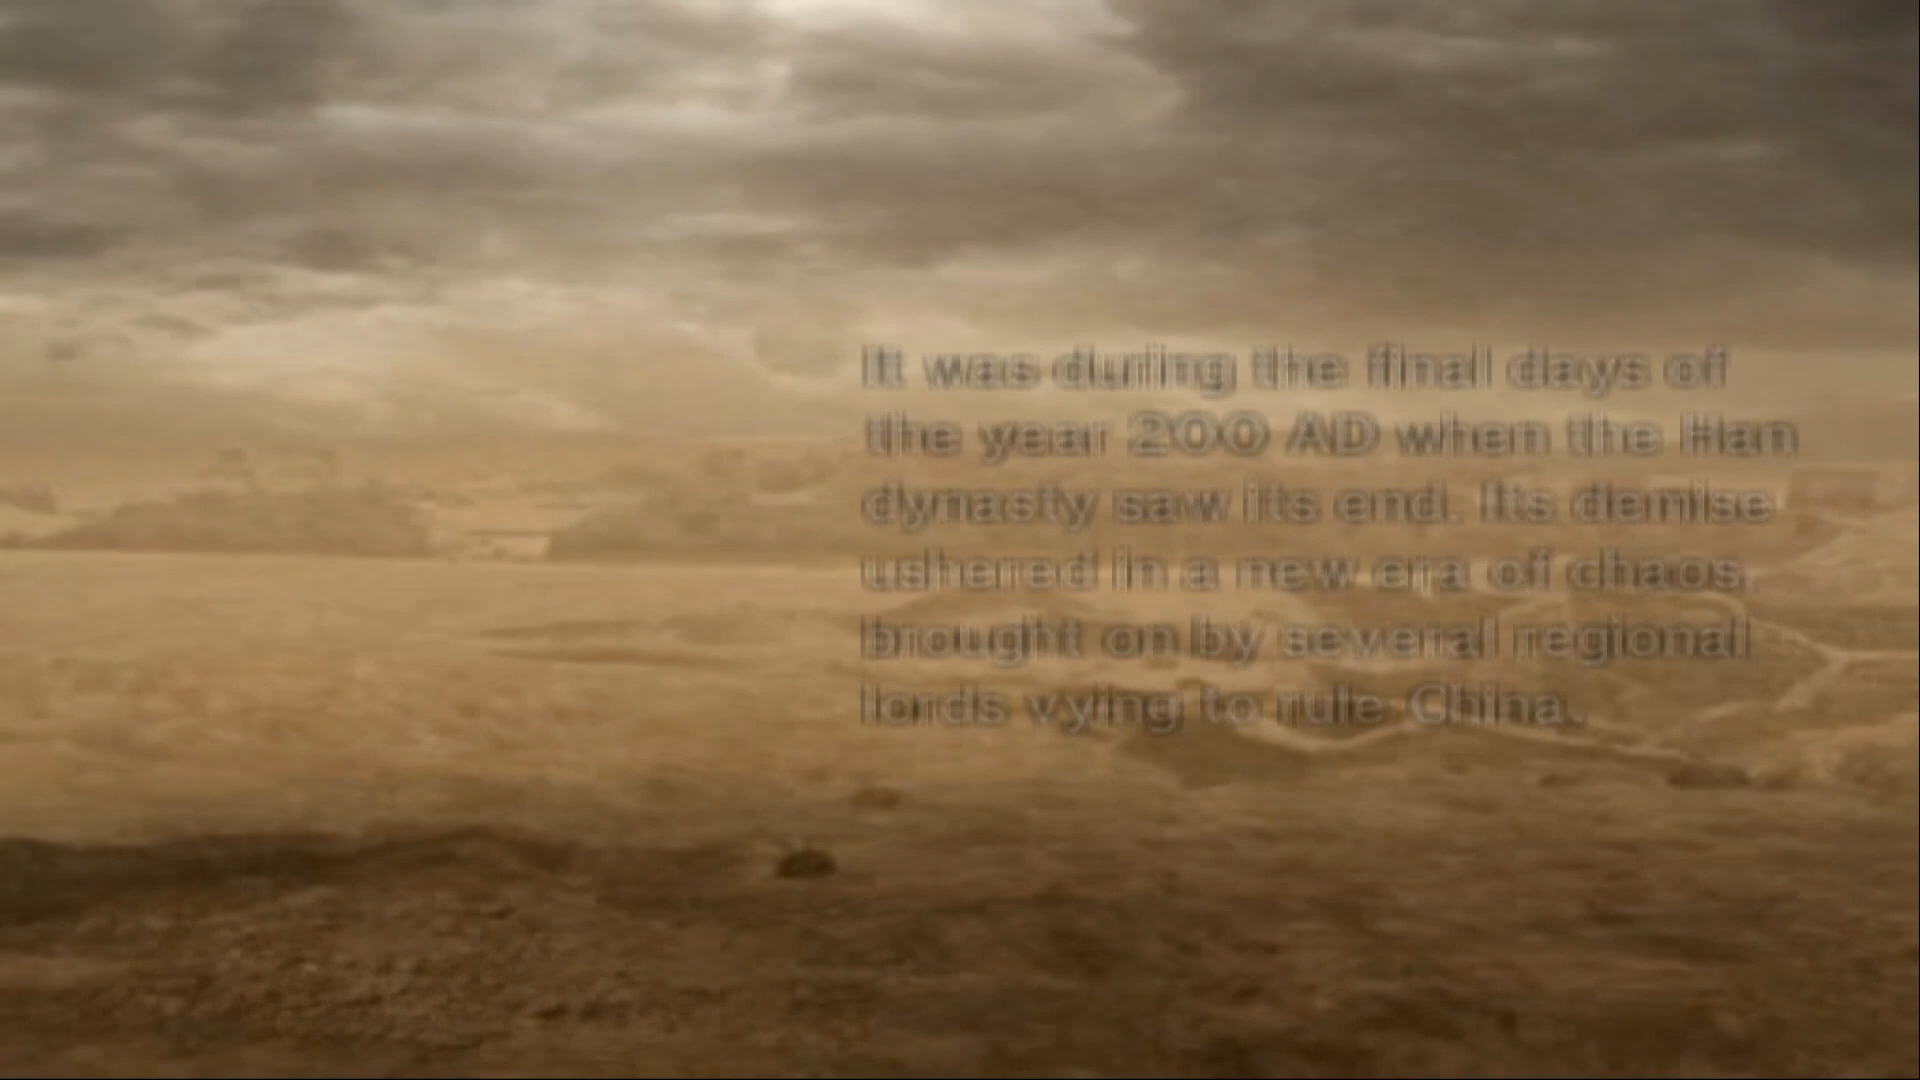 It was during the final days of
the year 200 AD when the Han
dynasty saw its end. Its demise
ushered in a new era of chaos,
brought on by several regional
lords vying to rule China.